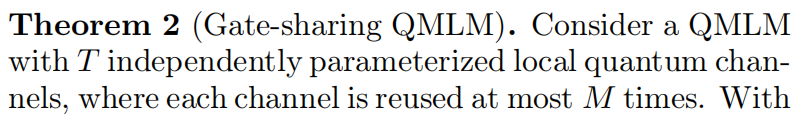 Theorem 2 (Gate-sharing QMLM). Consider a QMLM
with T independently parameterized local quantum chan-
nels, where each channel is reused at most M times. With